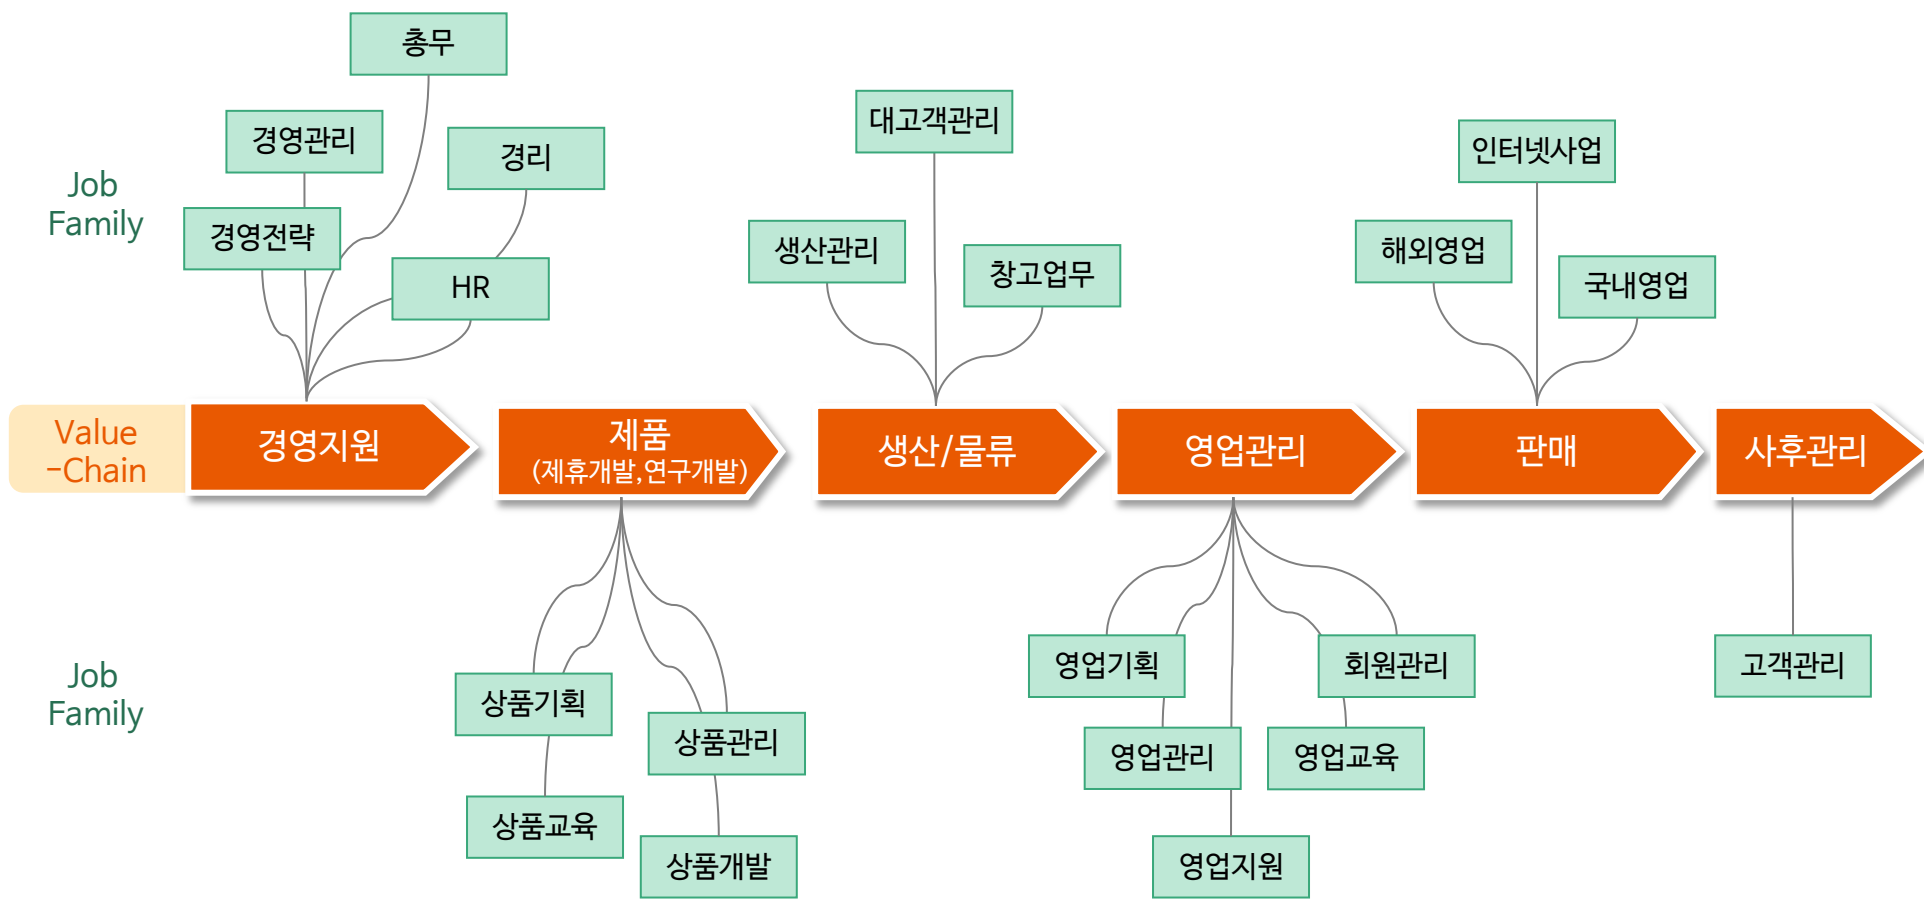 총무
대고객관리
경영관리
인터넷사업
경리
Job
Family
경영전략
생산관리
해외영업
창고업무
HR
국내영업
Value
-Chain
경영지원
제품
(제휴개발,연구개발)
생산/물류
영업관리
판매
사후관리
Job
Family
영업기획
회원관리
고객관리
상품기획
상품관리
영업관리
영업교육
상품교육
상품개발
영업지원